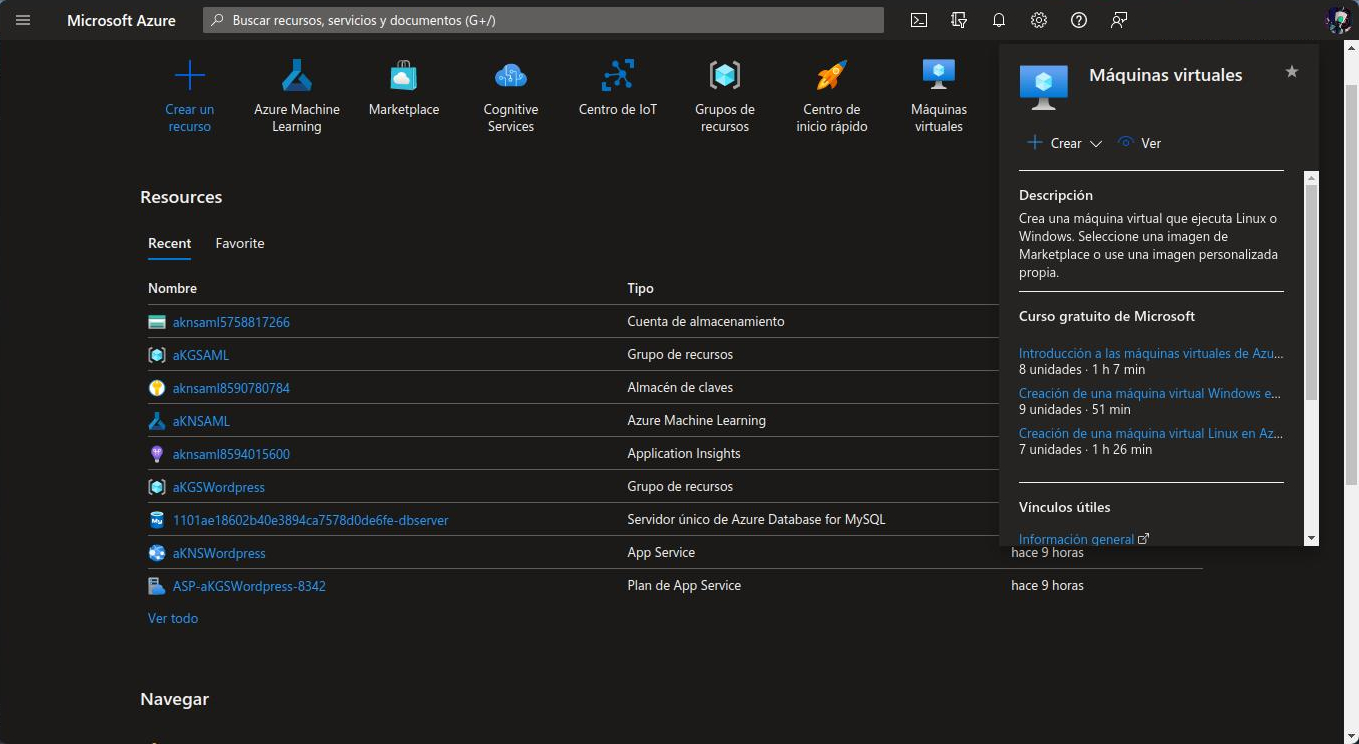 Microsoft Azure
Buscar recursos, servicios y documentos (G+/)
Crear un
recurso
Azure Machine
Learning
Marketplace
Cognitive
Services
Centro de IoT
Grupos de
recursos
Centro de
inicio rápido
Máquinas
virtuales
Máquinas virtuales
Crear
Ver
Descripción
Crea una máquina virtual que ejecuta Linux o
Windows. Seleccione una imagen de
Marketplace o use una imagen personalizada
propia.
Curso gratuito de Microsoft
Introducción a las máquinas virtuales de Azu...
8 unidades · 1 h 7 min
Creación de una máquina virtual Windows e...
9 unidades · 51 min
Creación de una máquina virtual Linux en Az...
7 unidades · 1 h 26 min
Vínculos útiles
Información general
Resources
Recent Favorite
Nombre Tipo
aknsaml5758817266 Cuenta de almacenamiento
aKGSAML Grupo de recursos
aknsaml8590780784 Almacén de claves
aKNSAML Azure Machine Learning
aknsaml8594015600 Application Insights
aKGSWordpress Grupo de recursos
My 1101ae18602b40e3894ca7578d0de6fe-dbserver Servidor único de Azure Database for MySQL
aKNSWordpress App Service hace 9 horas
ASP-aKGSWordpress-8342 Plan de App Service hace 9 horas
Ver todo
Navegar